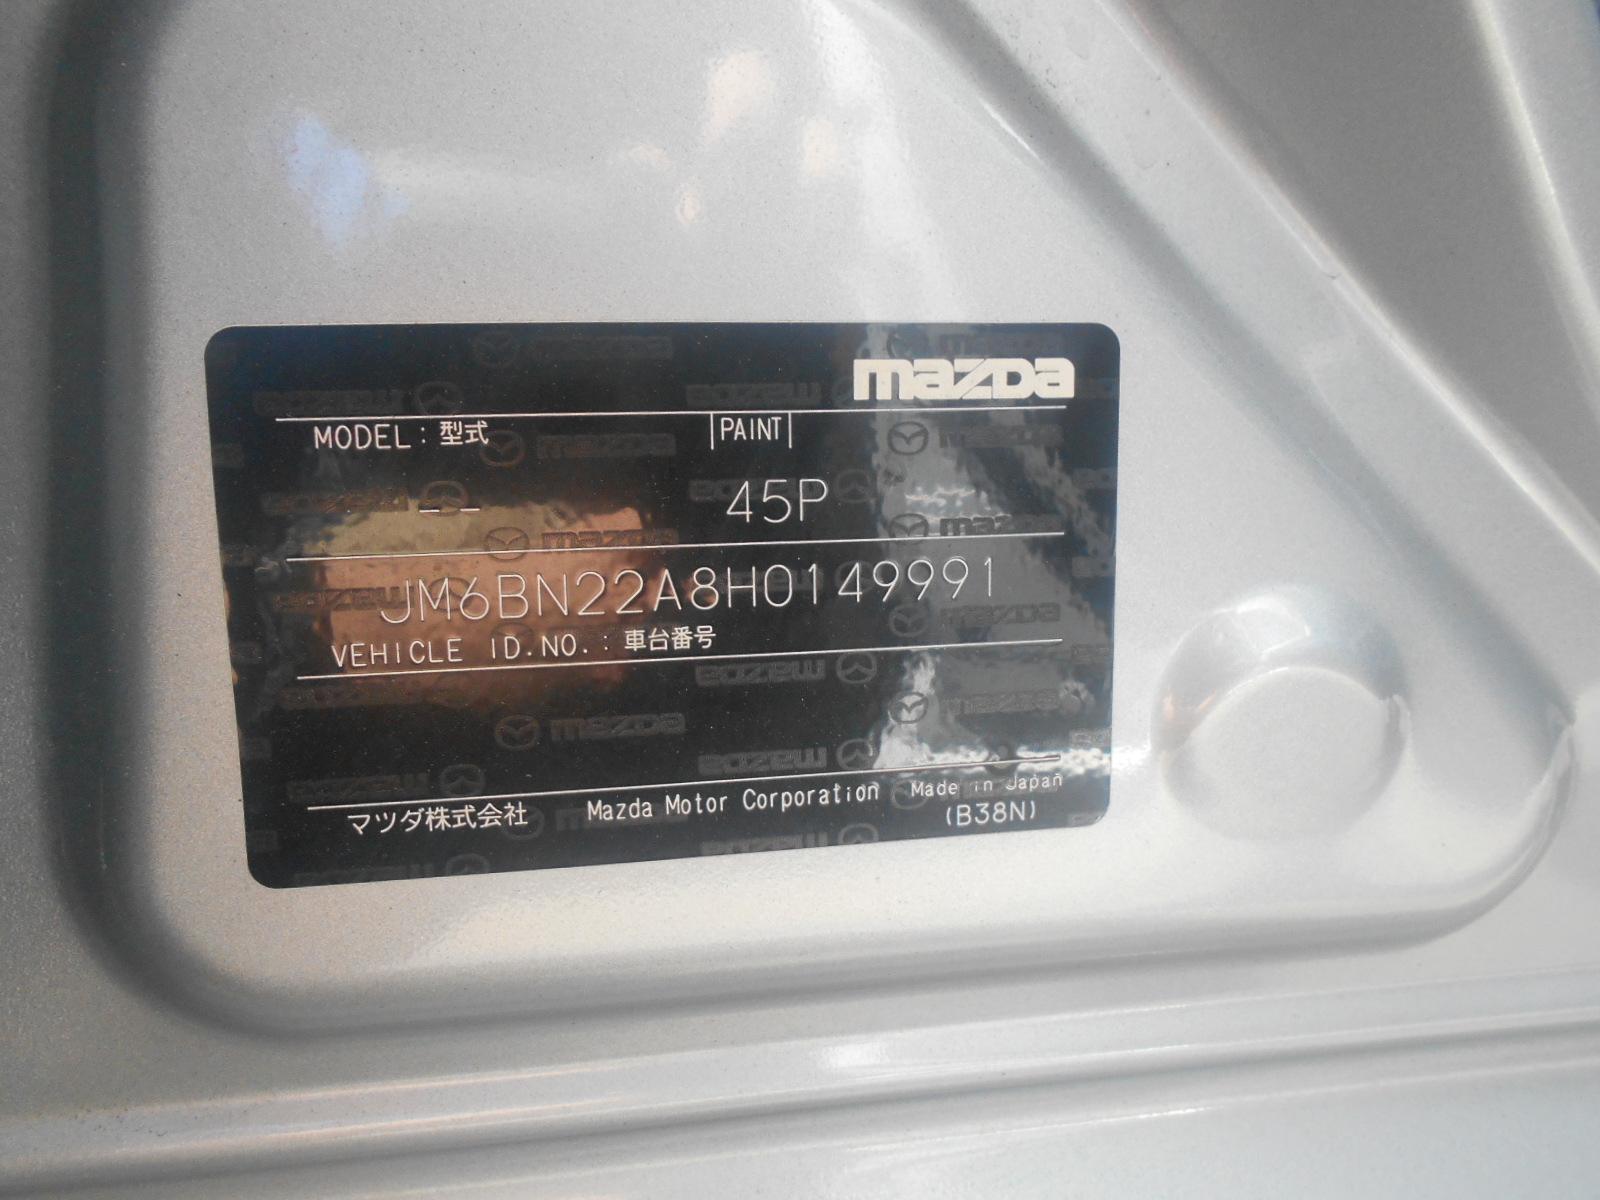 mazda
MODEL : 型式 PAINT
-- 45P
JM6BN22A8H0149991
VEHICLE ID.NO. : 車台番号
マツダ株式会社 Mazda Motor Corporation Made in Japan
(B38N)